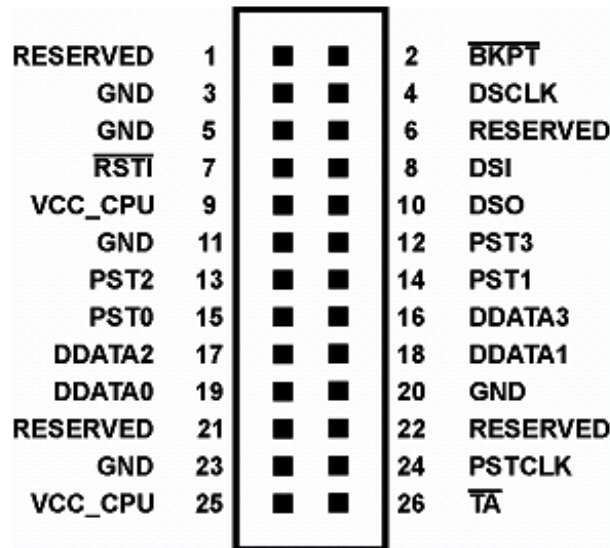 RESERVED 1 2 BKPT
GND 3 4 DSCLK
GND 5 6 RESERVED
RSTI 7 8 DSI
VCC_CPU 9 10 DSO
GND 11 12 PST3
PST2 13 14 PST1
PST0 15 16 DDATA3
DDATA2 17 18 DDATA1
DDATA0 19 20 GND
RESERVED 21 22 RESERVED
GND 23 24 PSTCLK
VCC_CPU 25 26 TA